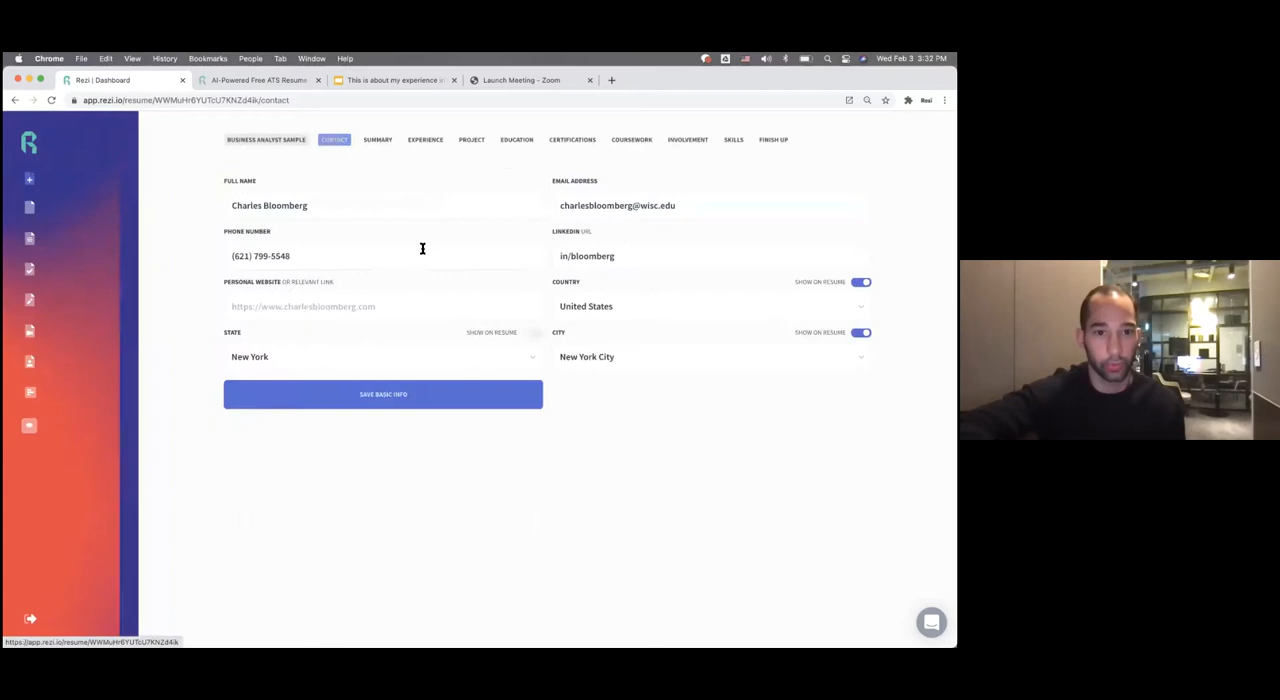 Chrome File Edit View History Bookmarks People Tab Window Help Wed Feb 3 3:32 PM
Rezi | Dashboard AI-Powered Free ATS Resume This is about my experience i Launch Meeting - Zoom
app.rezi.io/resume/WWMuHr6YUTcU7KNZd4ik/contact Rezi
BUSINESS ANALYST SAMPLE CONTACT SUMMARY EXPERIENCE PROJECT EDUCATION CERTIFICATIONS COURSEWORK INVOLVEMENT SKILLS FINISH UP
FULL NAME EMAIL ADDRESS
Charles Bloomberg charlesbloomberg@wisc.edu
PHONE NUMBER LINKEDIN URL
(621) 799-5548 in/bloomberg
PERSONAL WEBSITE OR RELEVANT LINK COUNTRY SHOW ON RESUME
https://www.charlesbloomberg.com United States
STATE SHOW ON RESUME CITY SHOW ON RESUME
New York New York City
SAVE BASIC INFO
https://app.rezi.io/resume/WWMuHr6YUTcU7KNZd4ik